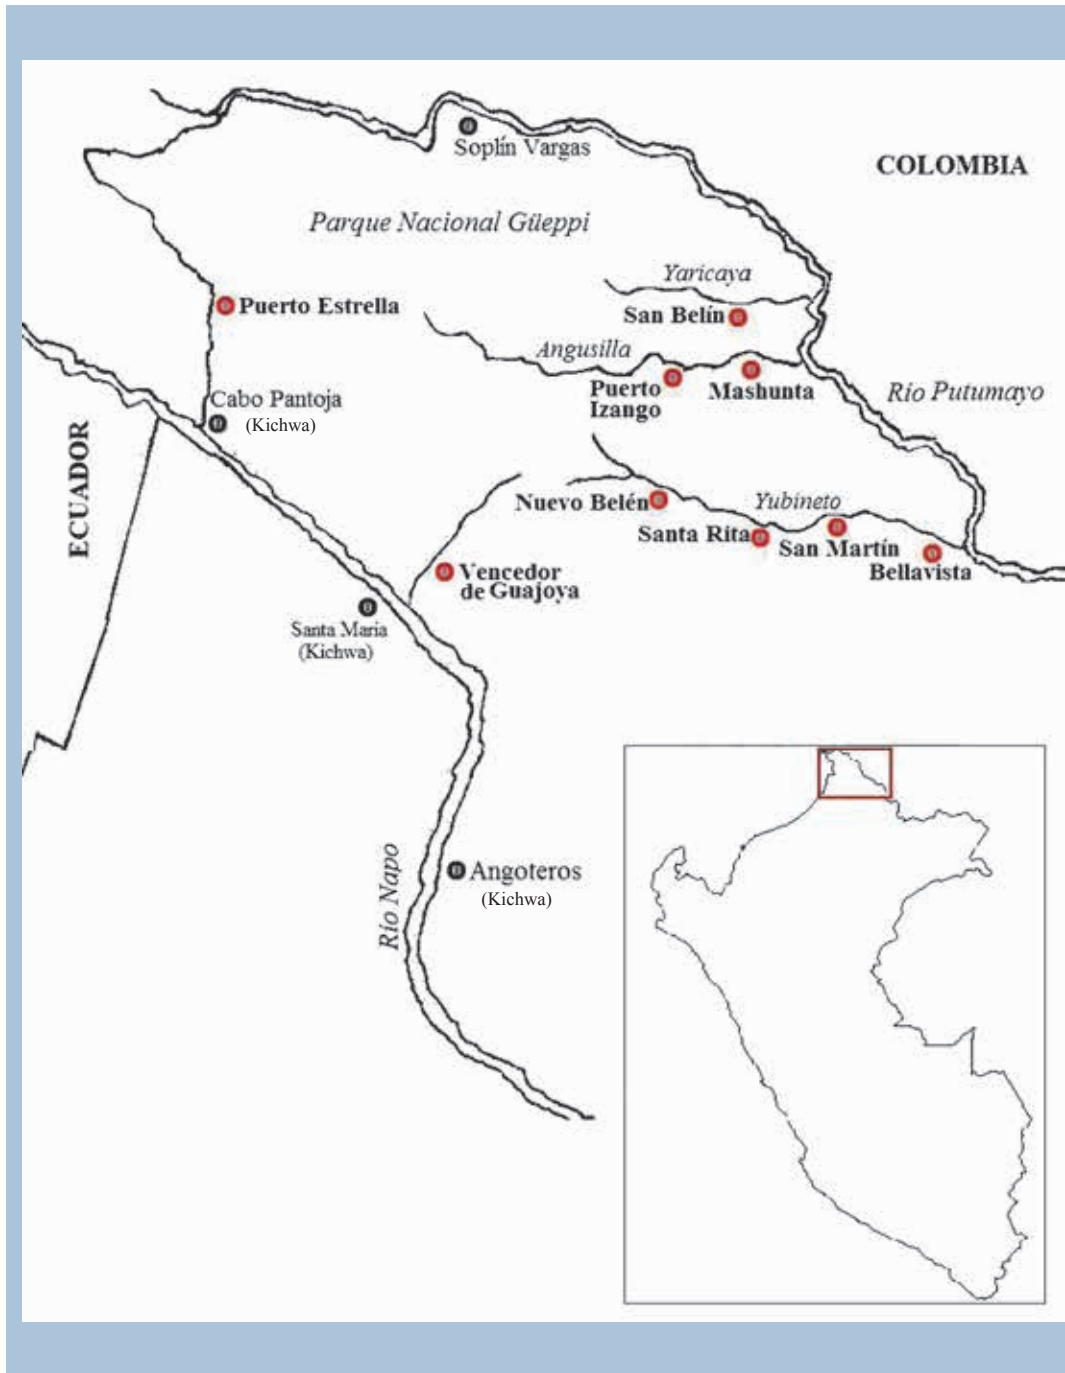 Soplín Vargas
COLOMBIA
Parque Nacional Güeppi
Yaricaya
Puerto Estrella
San Belín
Angusilla
Puerto
Izango
Mashunta
Río Putumayo
Cabo Pantoja
(Kichwa)
ECUADOR
Nuevo Belén
Yubineto
Santa Rita
San Martín
Bellavista
Vencedor
de Guajoya
Santa Maria
(Kichwa)
Río Napo
Angoteros
(Kichwa)